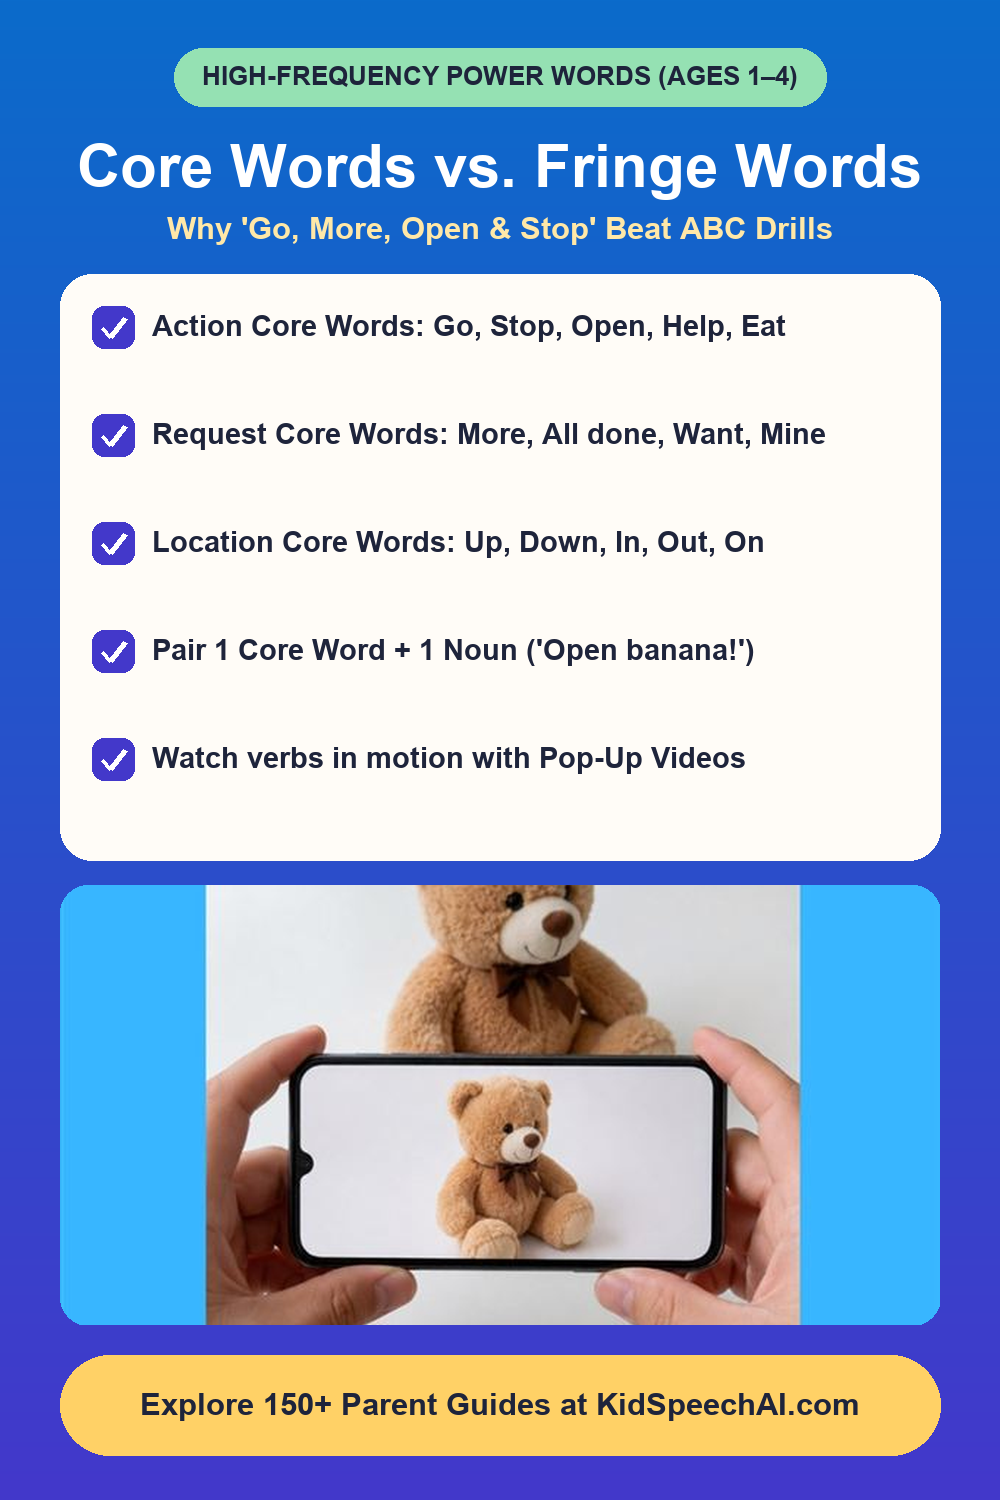 HIGH-FREQUENCY POWER WORDS (AGES 1–4)
Core Words vs. Fringe Words
Why 'Go, More, Open & Stop' Beat ABC Drills
Action Core Words: Go, Stop, Open, Help, Eat
Request Core Words: More, All done, Want, Mine
Location Core Words: Up, Down, In, Out, On
Pair 1 Core Word + 1 Noun ('Open banana!')
Watch verbs in motion with Pop-Up Videos
Explore 150+ Parent Guides at KidSpeechAI.com